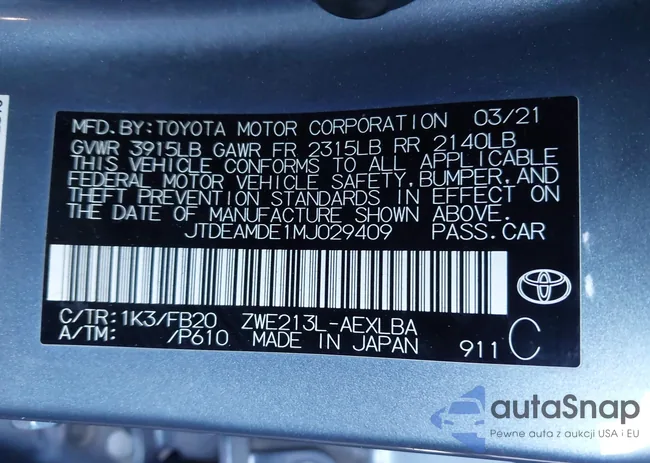 MFD.BY:TOYOTA MOTOR CORPORATION 03/21
GVWR 3915LB GAWR FR 2315LB RR 2140LB
THIS VEHICLE CONFORMS TO ALL APPLICABLE
FEDERAL MOTOR VEHICLE SAFETY,BUMPER,AND
THEFT PREVENTION STANDARDS IN EFFECT ON
THE DATE OF MANUFACTURE SHOWN ABOVE.
JTDEAMDE1MJ029409 PASS.CAR
C/TR:1K3/FB20 ZWE213L-AEXLBA
A/TM: /P610 MADE IN JAPAN 911 C
autoSnap
Pewne auta z aukcji USA i EU